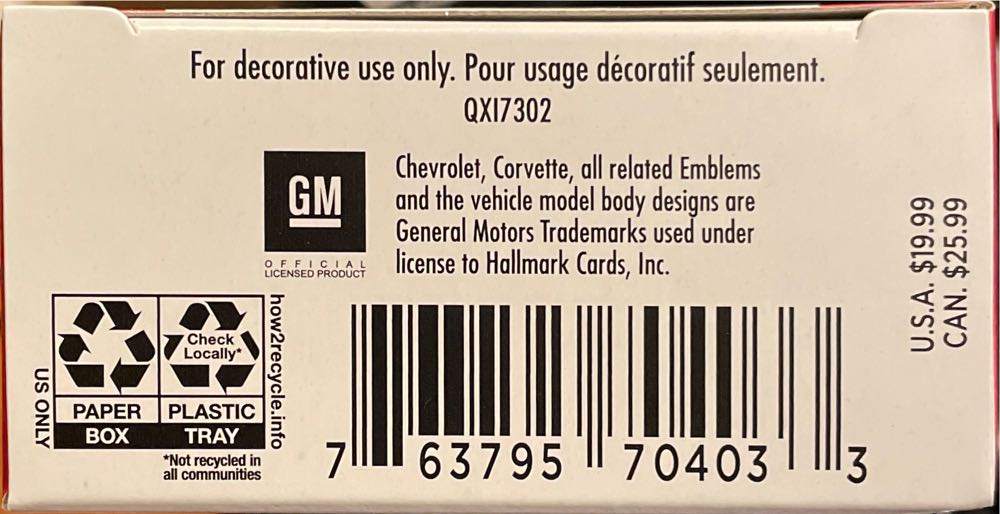 For decorative use only. Pour usage décoratif seulement.
QXI7302
GM
OFFICIAL
LICENSED PRODUCT
Chevrolet, Corvette, all related Emblems
and the vehicle model body designs are
General Motors Trademarks used under
license to Hallmark Cards, Inc.
U.S.A. $19.99
CAN. $25.99
US ONLY
Check
Locally*
PAPER
PLASTIC
BOX
TRAY
how2recycle.info
*Not recycled in
all communities
7 63795 70403 3